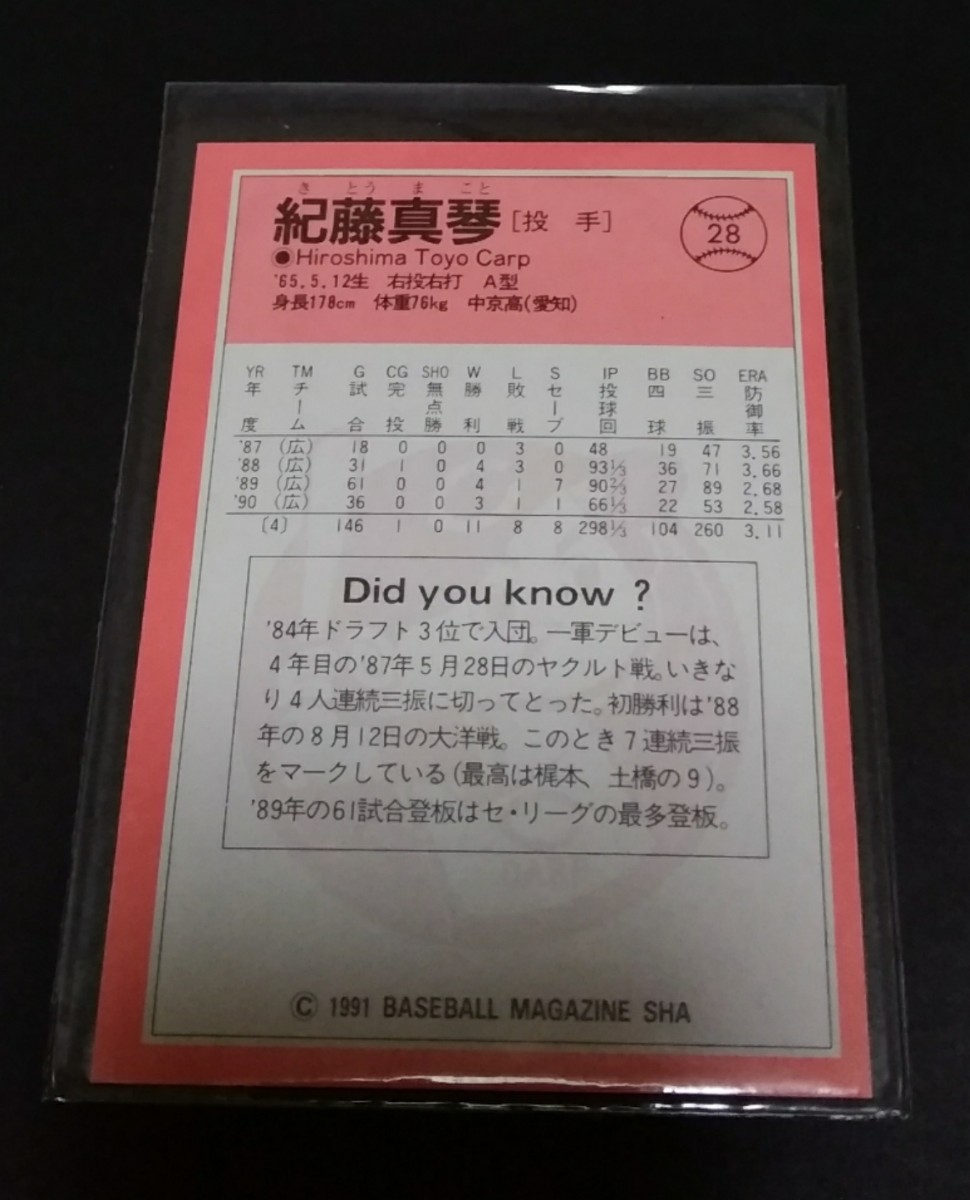 きとうまこと
紀藤真琴[投手]
28
●Hiroshima Toyo Carp
'65.5.12生 右投右打 A型
身長178cm 体重76kg 中京高(愛知)
YR TM G CG SHO W L S IP BB SO ERA
年度 チーム 試合 完投 無点勝 勝利 敗戦 セーブ 投球回 四球 三振 防御率
'87 (広) 18 0 0 0 3 0 48 19 47 3.56
'88 (広) 31 1 0 4 3 0 93⅓ 36 71 3.66
'89 (広) 61 0 0 4 1 7 90⅔ 27 89 2.68
'90 (広) 36 0 0 3 1 1 66⅓ 22 53 2.58
〔4〕 146 1 0 11 8 8 298⅓ 104 260 3.11
Did you know ?
'84年ドラフト3位で入団。一軍デビューは、
4年目の'87年5月28日のヤクルト戦。いきな
り4人連続三振に切ってとった。初勝利は'88
年の8月12日の大洋戦。このとき7連続三振
をマークしている(最高は梶本、土橋の9)。
'89年の61試合登板はセ・リーグの最多登板。
© 1991 BASEBALL MAGAZINE SHA